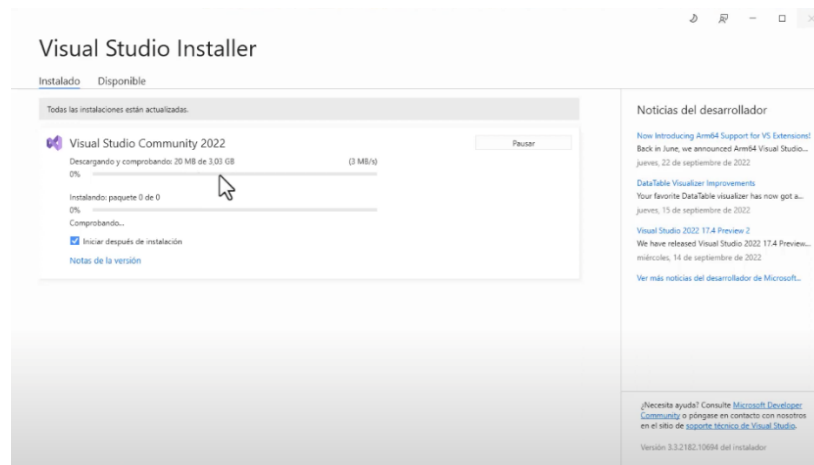 Visual Studio Installer
Instalado Disponible
Todas las instalaciones están actualizadas.
Visual Studio Community 2022
Pausar
Descargando y comprobando: 20 MB de 3,03 GB (3 MB/s)
0%
Instalando: paquete 0 de 0
0%
Comprobando...
Iniciar después de instalación
Notas de la versión
Noticias del desarrollador
Now Introducing Arm64 Support for VS Extensions!
Back in June, we announced Arm64 Visual Studio...
jueves, 22 de septiembre de 2022
DataTable Visualizer Improvements
Your favorite DataTable visualizer has now got a...
jueves, 15 de septiembre de 2022
Visual Studio 2022 17.4 Preview 2
We have released Visual Studio 2022 17.4 Preview...
miércoles, 14 de septiembre de 2022
Ver más noticias del desarrollador de Microsoft...
¿Necesita ayuda? Consulte Microsoft Developer
Community o póngase en contacto con nosotros
en el sitio de soporte técnico de Visual Studio.
Versión 3.3.2182.10694 del instalador